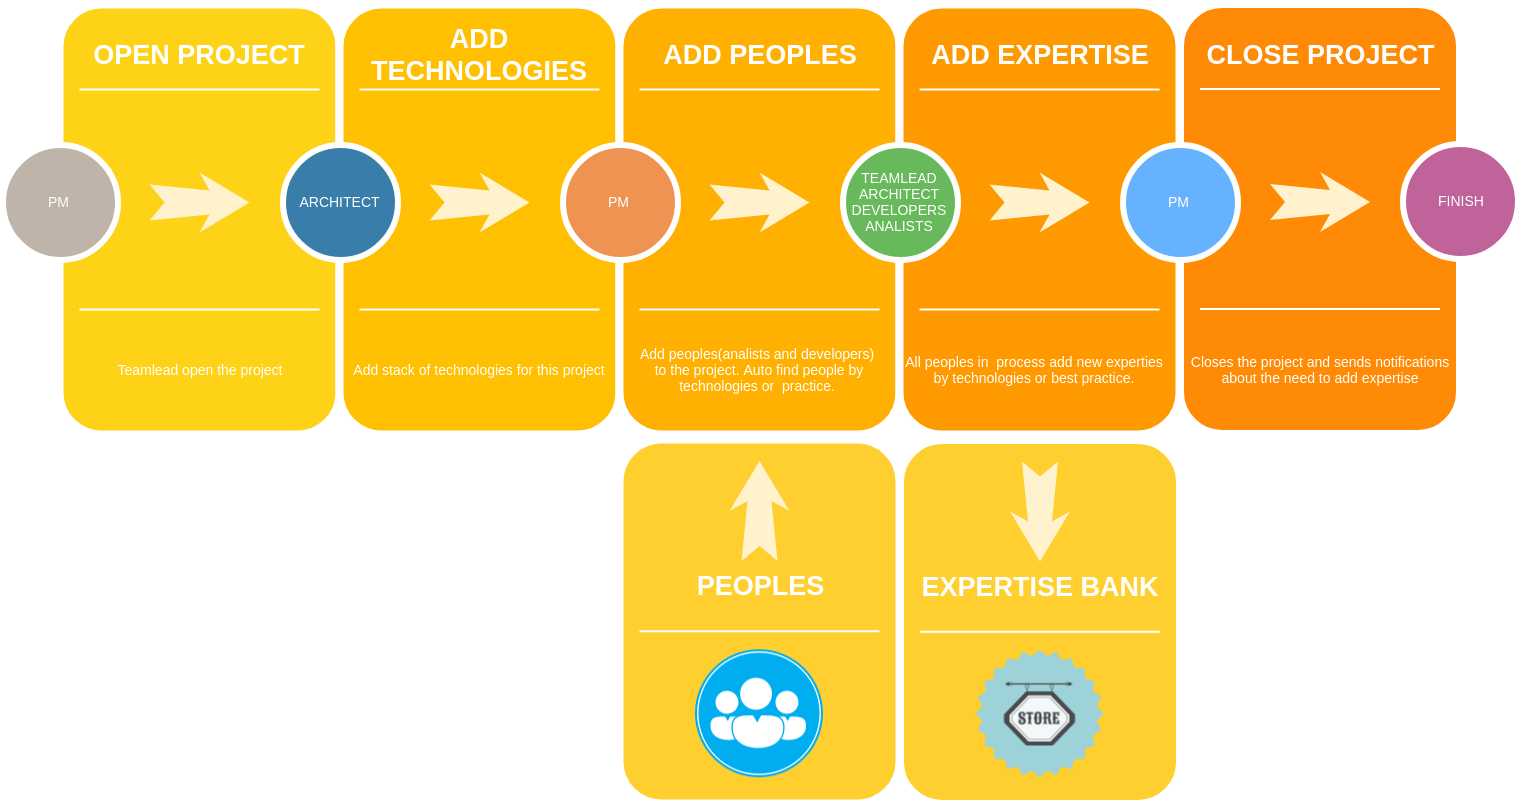 OPEN PROJECT
ADD
TECHNOLOGIES
ADD PEOPLES
ADD EXPERTISE
CLOSE PROJECT
PM
ARCHITECT
PM
TEAMLEAD
ARCHITECT
DEVELOPERS
ANALISTS
PM
FINISH
Teamlead open the project
Add stack of technologies for this project
Add peoples(analists and developers)
to the project. Auto find people by
technologies or  practice.
All peoples in  process add new experties
by technologies or best practice.
Closes the project and sends notifications
about the need to add expertise
PEOPLES
EXPERTISE BANK
STORE